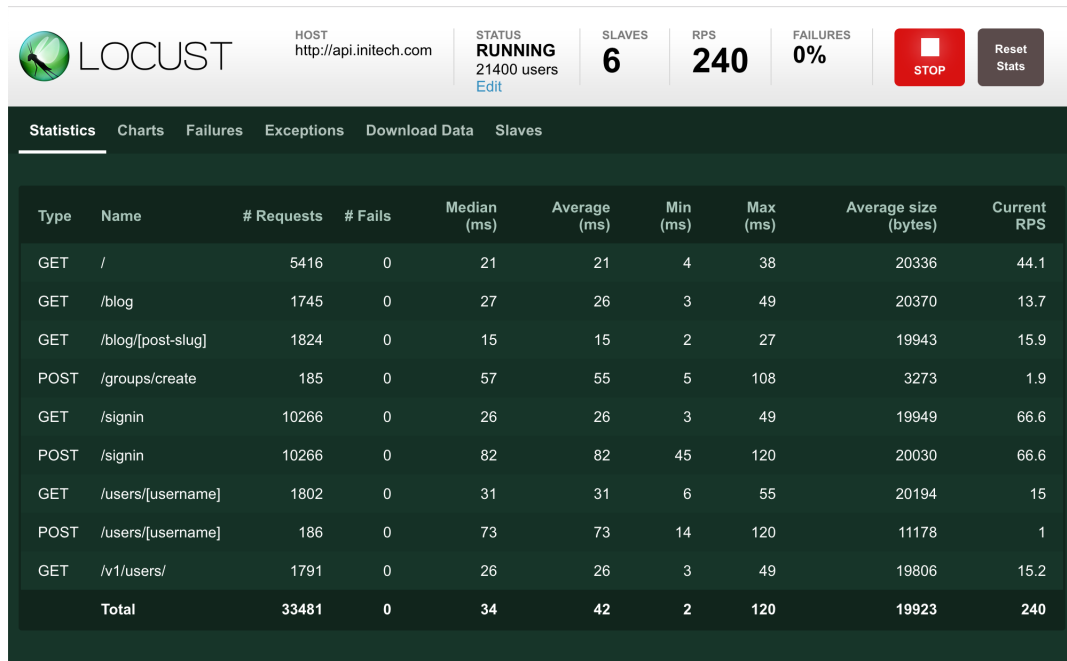 LOCUST
HOST
http://api.initech.com
STATUS
RUNNING
21400 users
Edit
SLAVES
6
RPS
240
FAILURES
0%
STOP
Reset
Stats
Statistics Charts Failures Exceptions Download Data Slaves
Type Name # Requests # Fails Median (ms) Average (ms) Min (ms) Max (ms) Average size (bytes) Current RPS
GET / 5416 0 21 21 4 38 20336 44.1
GET /blog 1745 0 27 26 3 49 20370 13.7
GET /blog/[post-slug] 1824 0 15 15 2 27 19943 15.9
POST /groups/create 185 0 57 55 5 108 3273 1.9
GET /signin 10266 0 26 26 3 49 19949 66.6
POST /signin 10266 0 82 82 45 120 20030 66.6
GET /users/[username] 1802 0 31 31 6 55 20194 15
POST /users/[username] 186 0 73 73 14 120 11178 1
GET /v1/users/ 1791 0 26 26 3 49 19806 15.2
Total 33481 0 34 42 2 120 19923 240